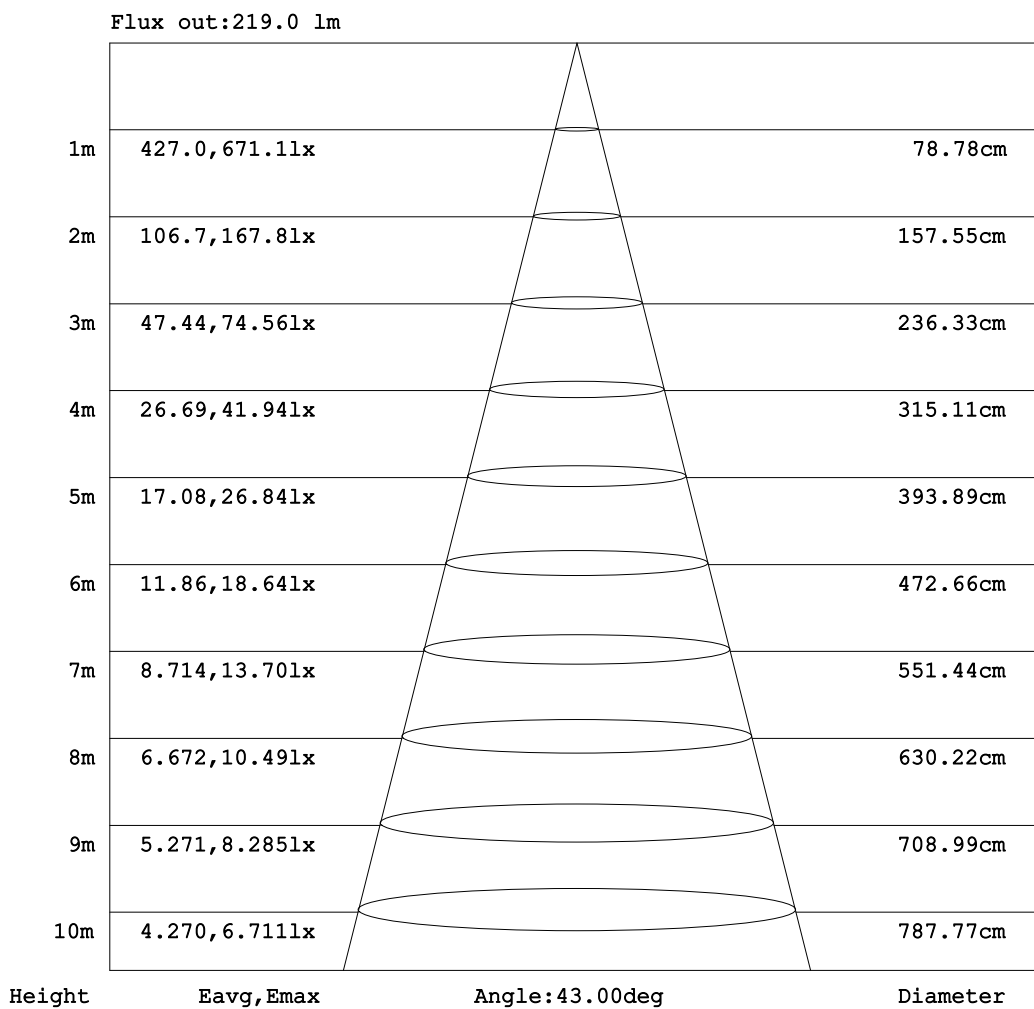 Flux out:219.0 lm
1m 427.0,671.1lx 78.78cm
2m 106.7,167.8lx 157.55cm
3m 47.44,74.56lx 236.33cm
4m 26.69,41.94lx 315.11cm
5m 17.08,26.84lx 393.89cm
6m 11.86,18.64lx 472.66cm
7m 8.714,13.70lx 551.44cm
8m 6.672,10.49lx 630.22cm
9m 5.271,8.285lx 708.99cm
10m 4.270,6.711lx 787.77cm
Height Eavg,Emax Angle:43.00deg Diameter